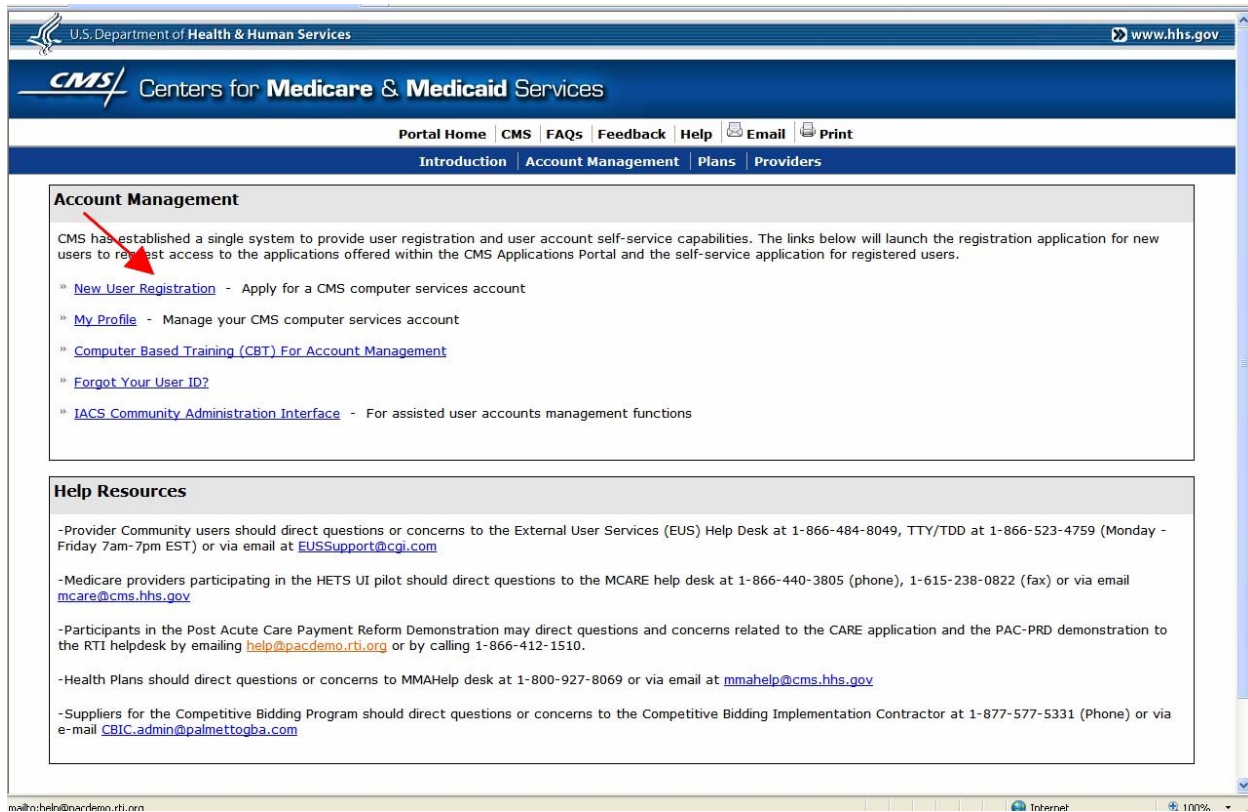 U.S. Department of Health & Human Services
www.hhs.gov
CMS Centers for Medicare & Medicaid Services
Portal Home CMS FAQs Feedback Help Email Print
Introduction Account Management Plans Providers
Account Management
CMS has established a single system to provide user registration and user account self-service capabilities. The links below will launch the registration application for new
users to request access to the applications offered within the CMS Applications Portal and the self-service application for registered users.
» New User Registration - Apply for a CMS computer services account
» My Profile - Manage your CMS computer services account
» Computer Based Training (CBT) For Account Management
» Forgot Your User ID?
» IACS Community Administration Interface - For assisted user accounts management functions
Help Resources
-Provider Community users should direct questions or concerns to the External User Services (EUS) Help Desk at 1-866-484-8049, TTY/TDD at 1-866-523-4759 (Monday -
Friday 7am-7pm EST) or via email at EUSSupport@cgi.com
-Medicare providers participating in the HETS UI pilot should direct questions to the MCARE help desk at 1-866-440-3805 (phone), 1-615-238-0822 (fax) or via email
mcare@cms.hhs.gov
-Participants in the Post Acute Care Payment Reform Demonstration may direct questions and concerns related to the CARE application and the PAC-PRD demonstration to
the RTI helpdesk by emailing help@pacdemo.rti.org or by calling 1-866-412-1510.
-Health Plans should direct questions or concerns to MMAHelp desk at 1-800-927-8069 or via email at mmahelp@cms.hhs.gov
-Suppliers for the Competitive Bidding Program should direct questions or concerns to the Competitive Bidding Implementation Contractor at 1-877-577-5331 (Phone) or via
e-mail CBIC.admin@palmettogba.com
mailto:help@pacdemo.rti.org
Internet
100%